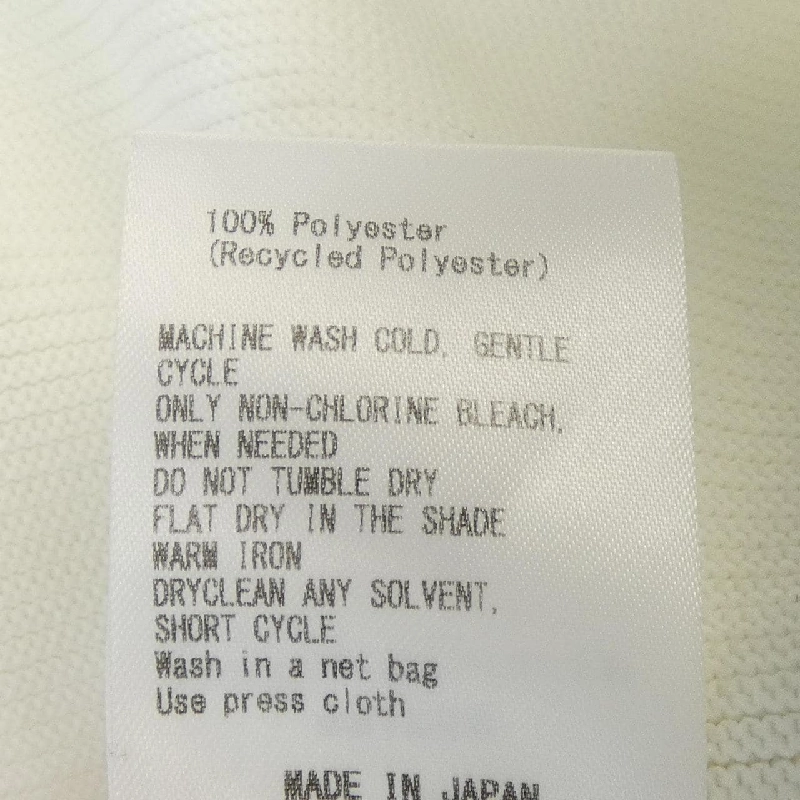 100% Polyester
(Recycled Polyester)
MACHINE WASH COLD, GENTLE
CYCLE
ONLY NON-CHLORINE BLEACH,
WHEN NEEDED
DO NOT TUMBLE DRY
FLAT DRY IN THE SHADE
WARM IRON
DRYCLEAN ANY SOLVENT,
SHORT CYCLE
Wash in a net bag
Use press cloth
MADE IN JAPAN